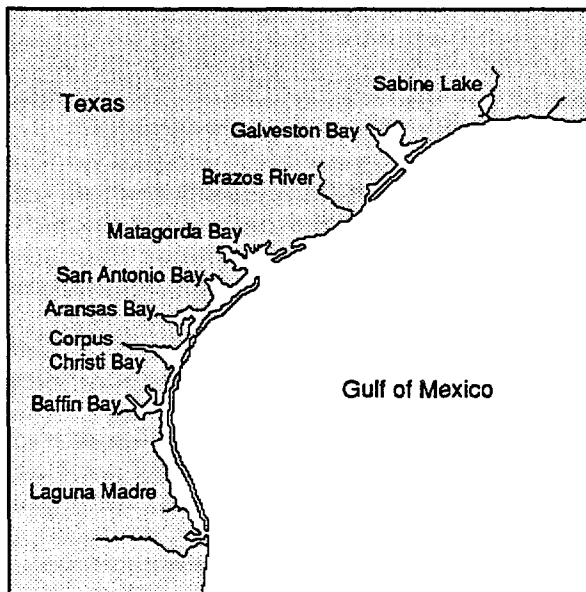 Sabine Lake
Texas
Galveston Bay
Brazos River
Matagorda Bay
San Antonio Bay
Aransas Bay
Corpus
Christi Bay
Baffin Bay
Gulf of Mexico
Laguna Madre